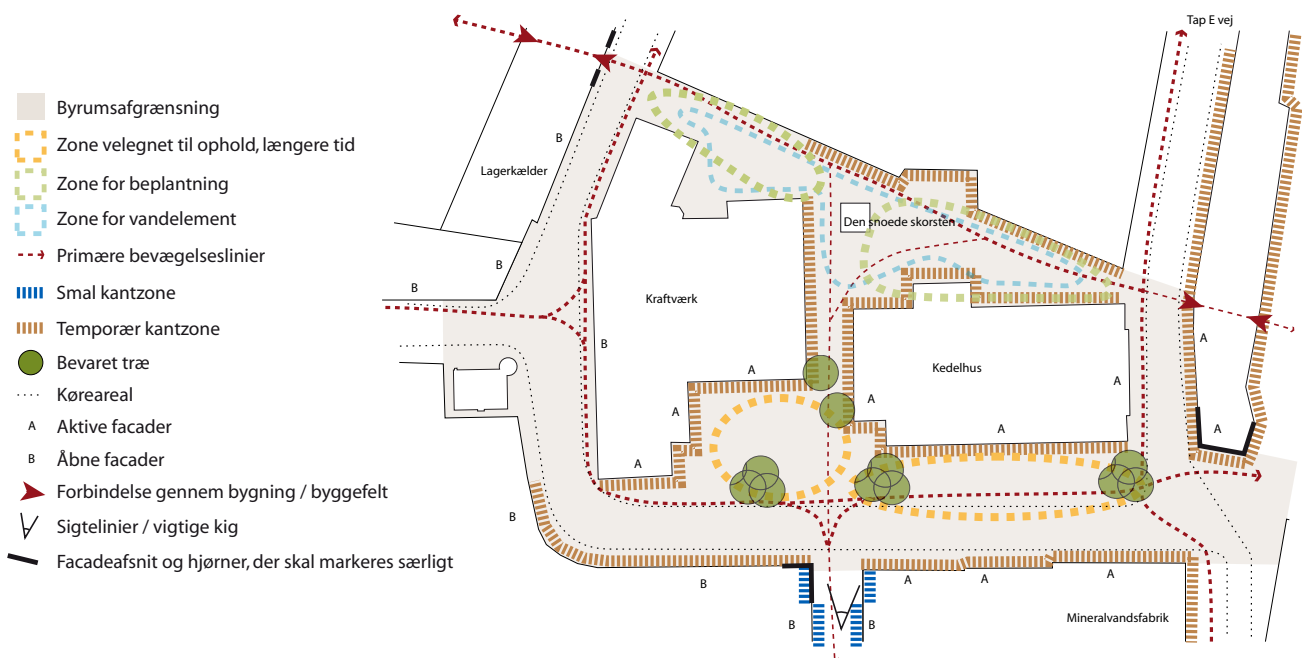 Tap E vej
Byrumsafgrænsning
Zone velegnet til ophold, længere tid
Zone for beplantning
Zone for vandelement
Primære bevægelseslinier
Smal kantzone
Temporær kantzone
Bevaret træ
Køreareal
A Aktive facader
B Åbne facader
Forbindelse gennem bygning / byggefelt
Sigtelinier / vigtige kig
Facadeafsnit og hjørner, der skal markeres særligt
B
Lagerkælder
B
B
Den snoede skorsten
Kraftværk
B
A
Kedelhus
A
A
A
A
A
A
A
A
B
B
A
A
A
B
B
Mineralvandsfabrik